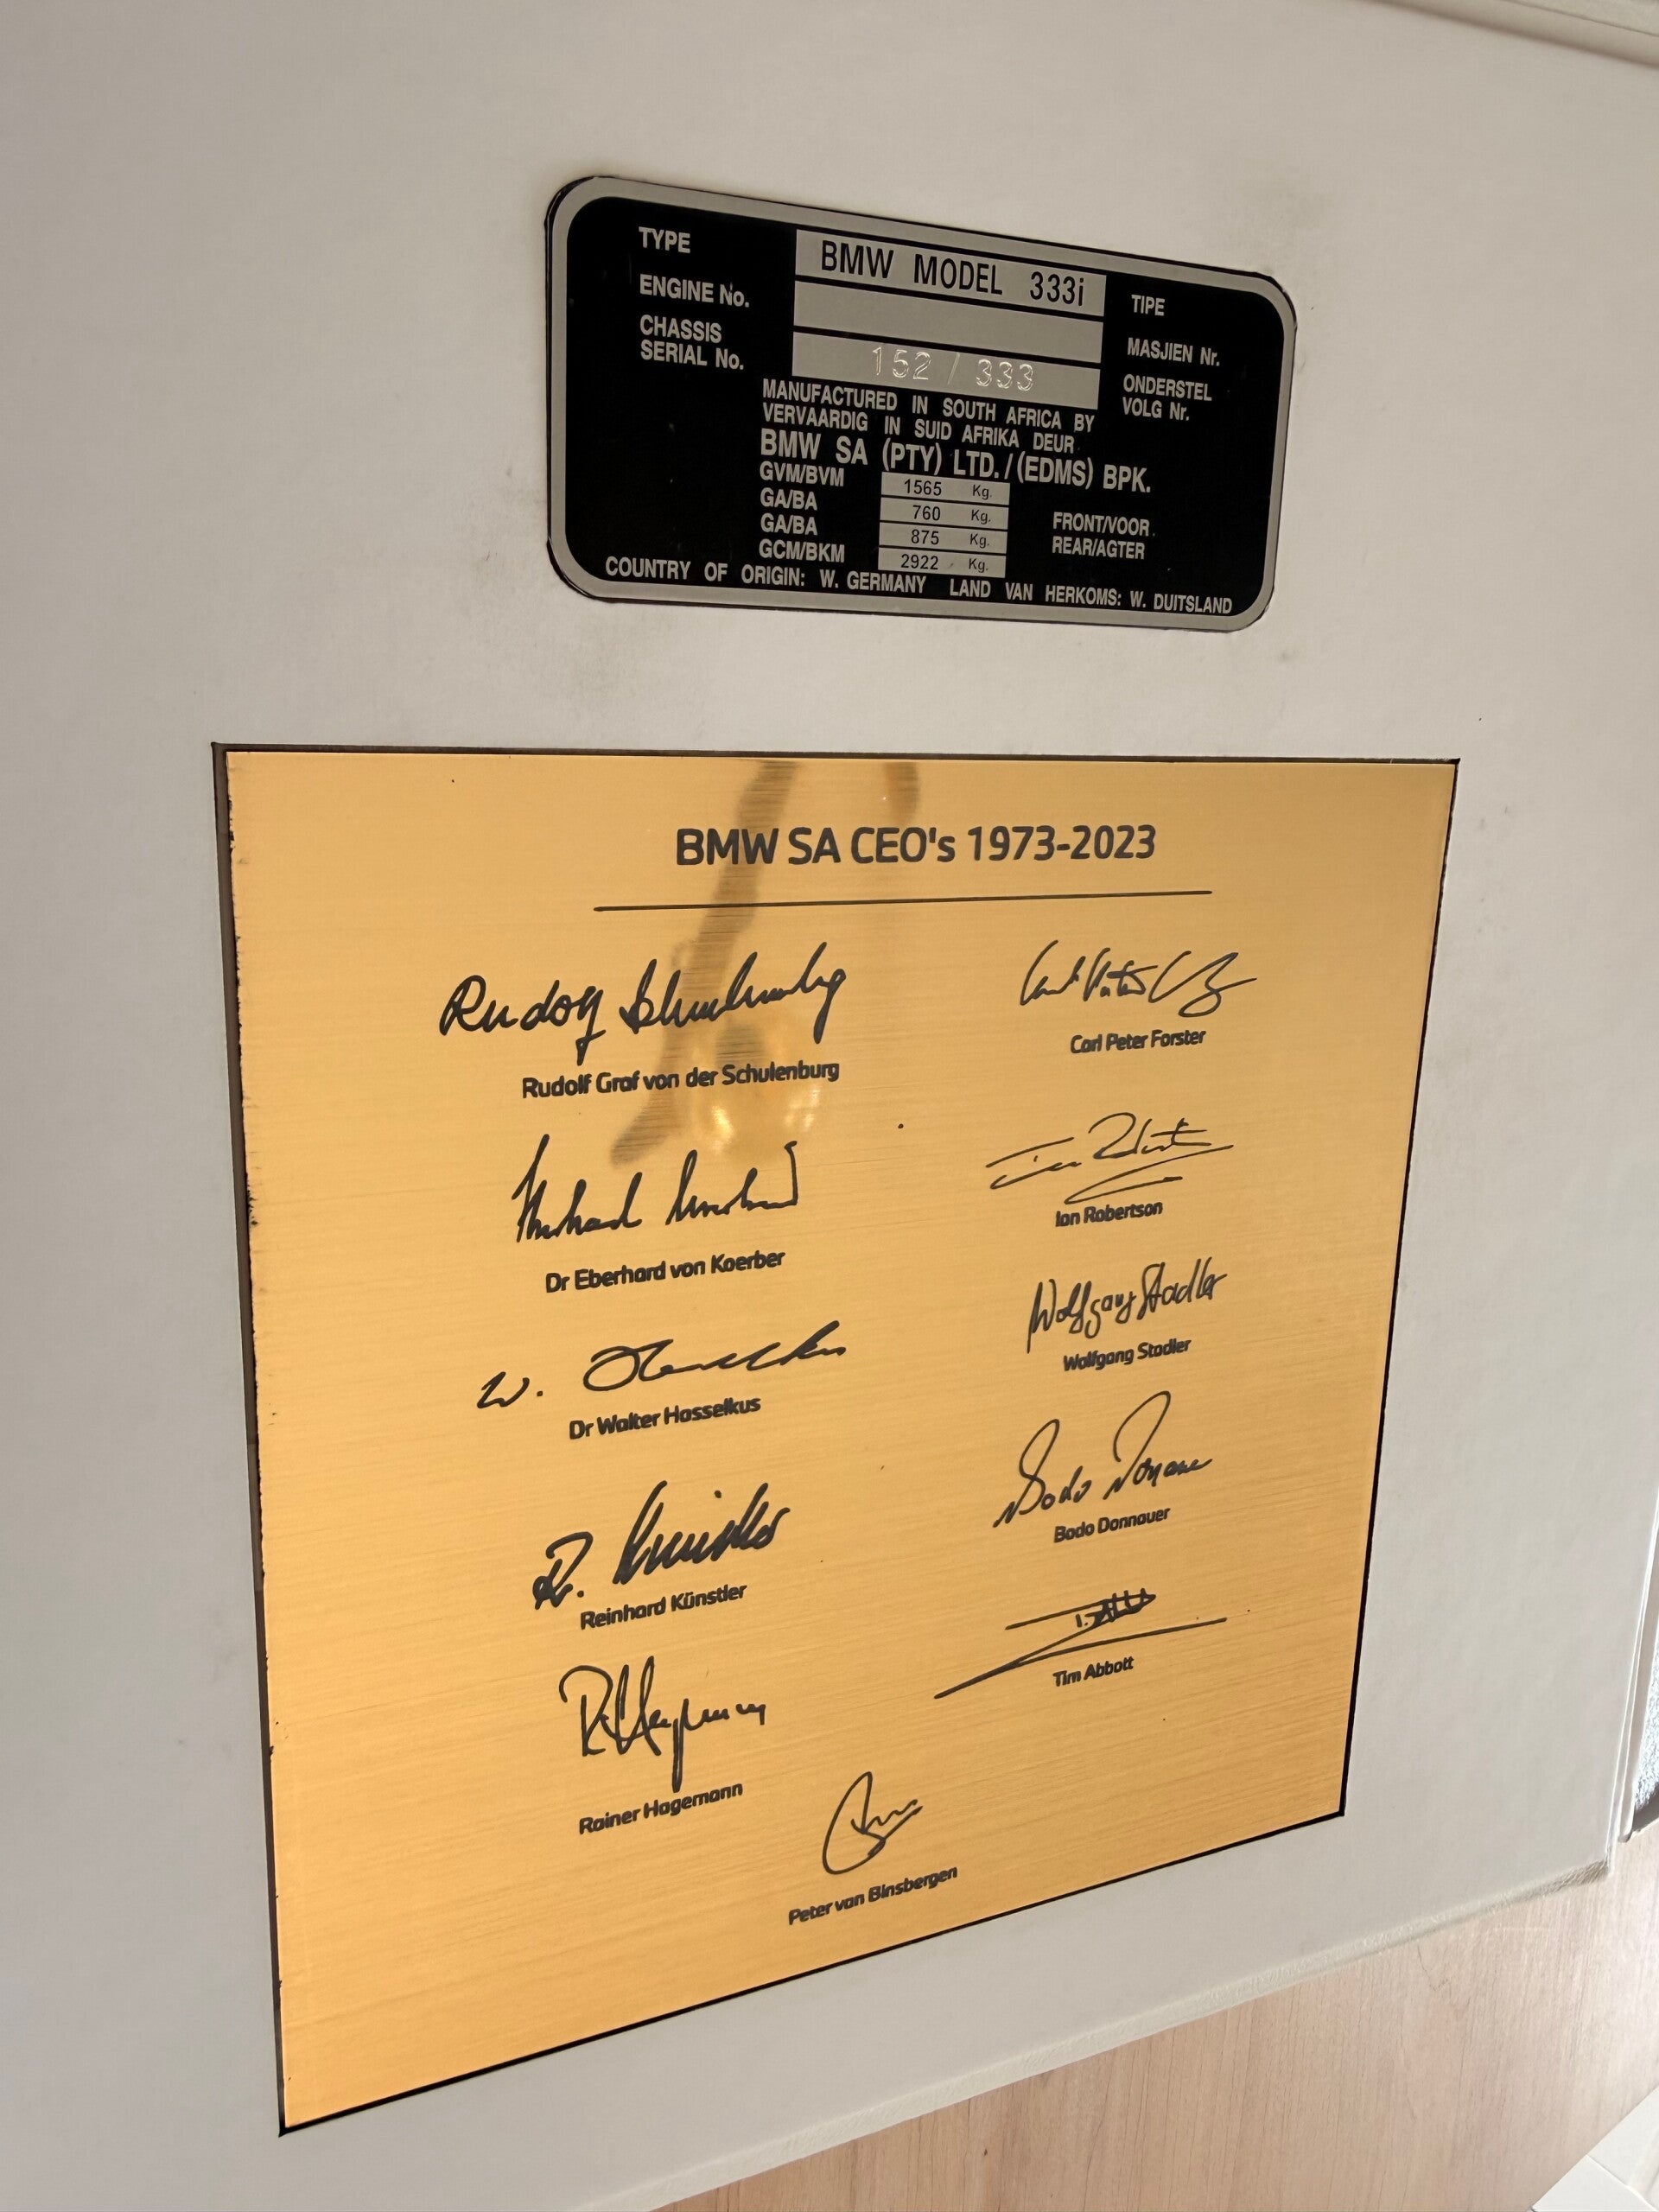 TYPE BMW MODEL 333i TIPE
ENGINE No. MASJIEN Nr.
CHASSIS SERIAL No. 152 / 333 ONDERSTEL VOLG Nr.
MANUFACTURED IN SOUTH AFRICA BY
VERVAARDIG IN SUID AFRIKA DEUR
BMW SA (PTY) LTD./(EDMS) BPK.
GVM/BVM 1565 Kg.
GA/BA 760 Kg. FRONT/VOOR
GA/BA 875 Kg. REAR/AGTER
GCM/BKM 2922 Kg.
COUNTRY OF ORIGIN: W. GERMANY LAND VAN HERKOMS: W. DUITSLAND
BMW SA CEO's 1973-2023
Rudolf Graf von der Schulenburg
Dr Eberhard von Koerber
Dr Walter Hasselkus
R. Künstler
Reinhard Künstler
Rainer Hagemann
Carl Peter Forster
Ian Robertson
Wolfgang Stadler
Wolfgang Stadler
Bodo Donnauer
Tim Abbott
Peter van Binsbergen